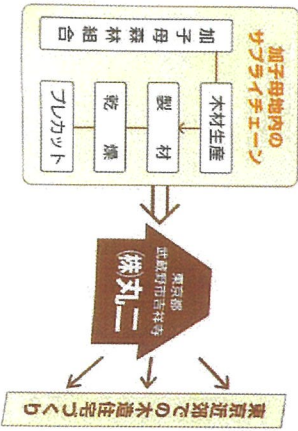 加子母地内の
サプライチェーン
加子母森林組合
木材生産
製材
乾燥
プレカット
東京都
武蔵野市吉祥寺
㈱丸二
東京近郊での木造住宅づくり